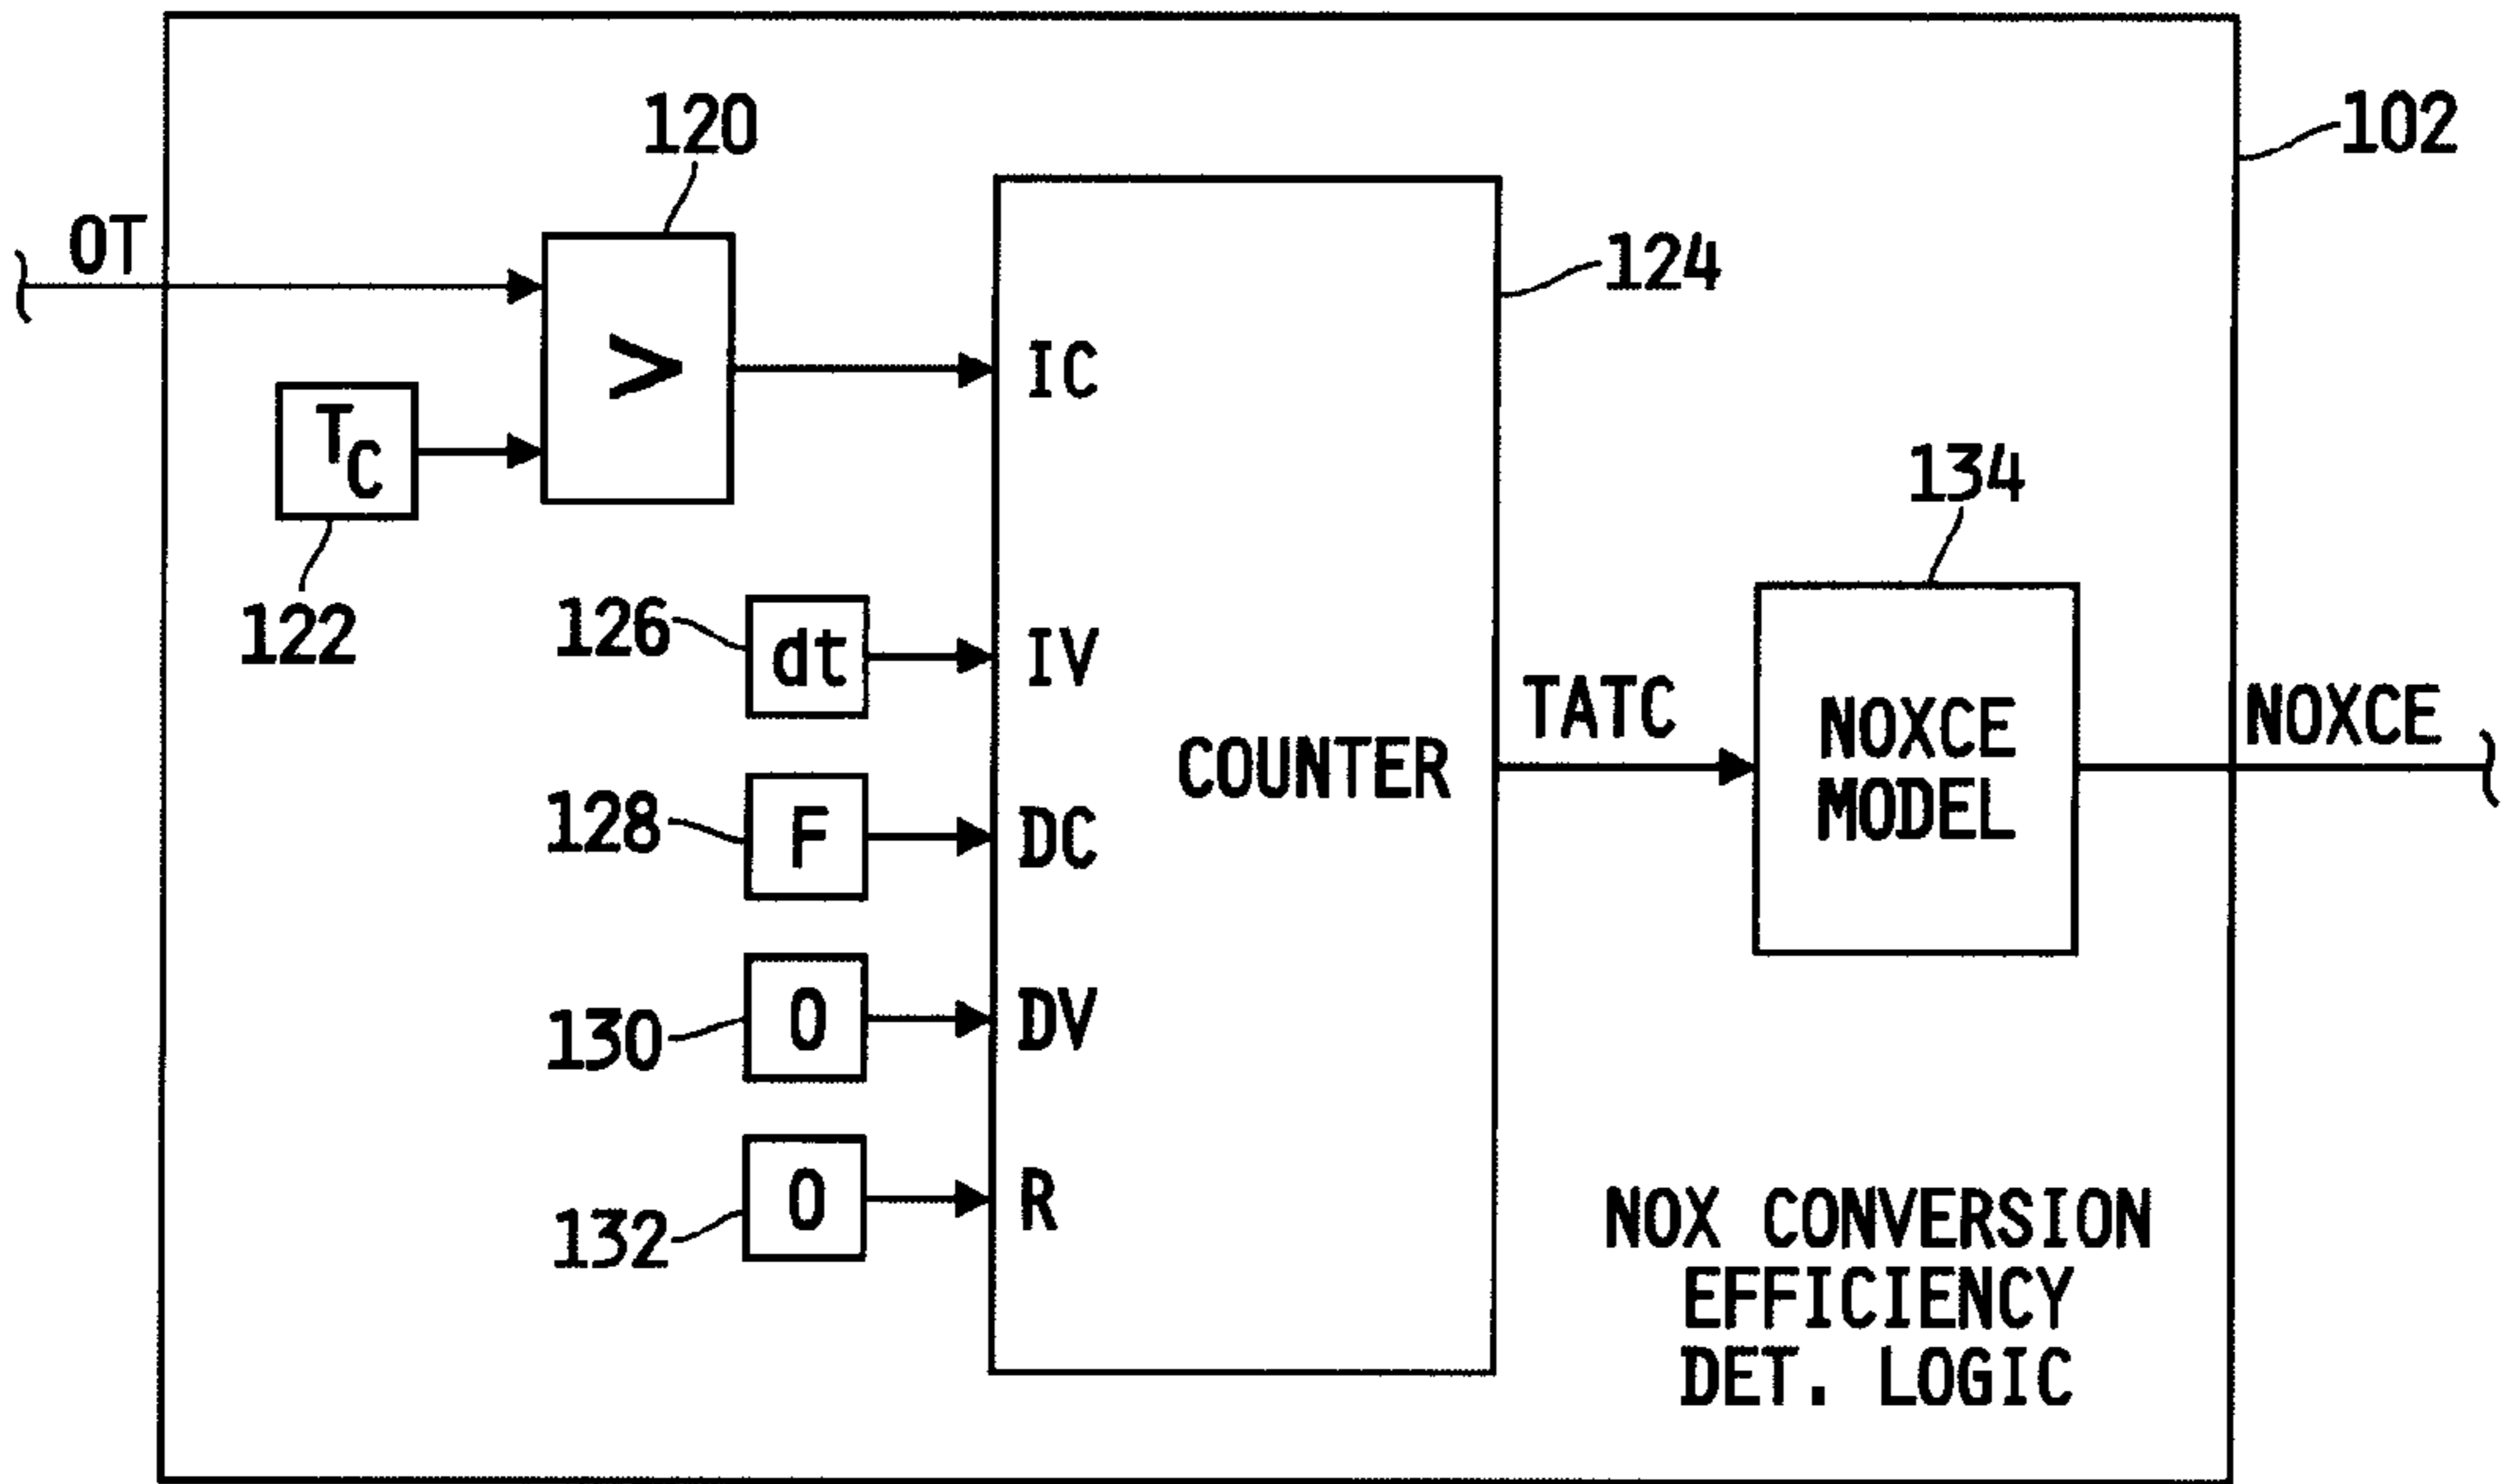 120
102
OT
124
>
IC
TC
134
122
126
dt
IV
TATC
NOXCE
NOXCE
MODEL
COUNTER
128
F
DC
130
0
DV
132
0
R
NOX CONVERSION
EFFICIENCY
DET. LOGIC